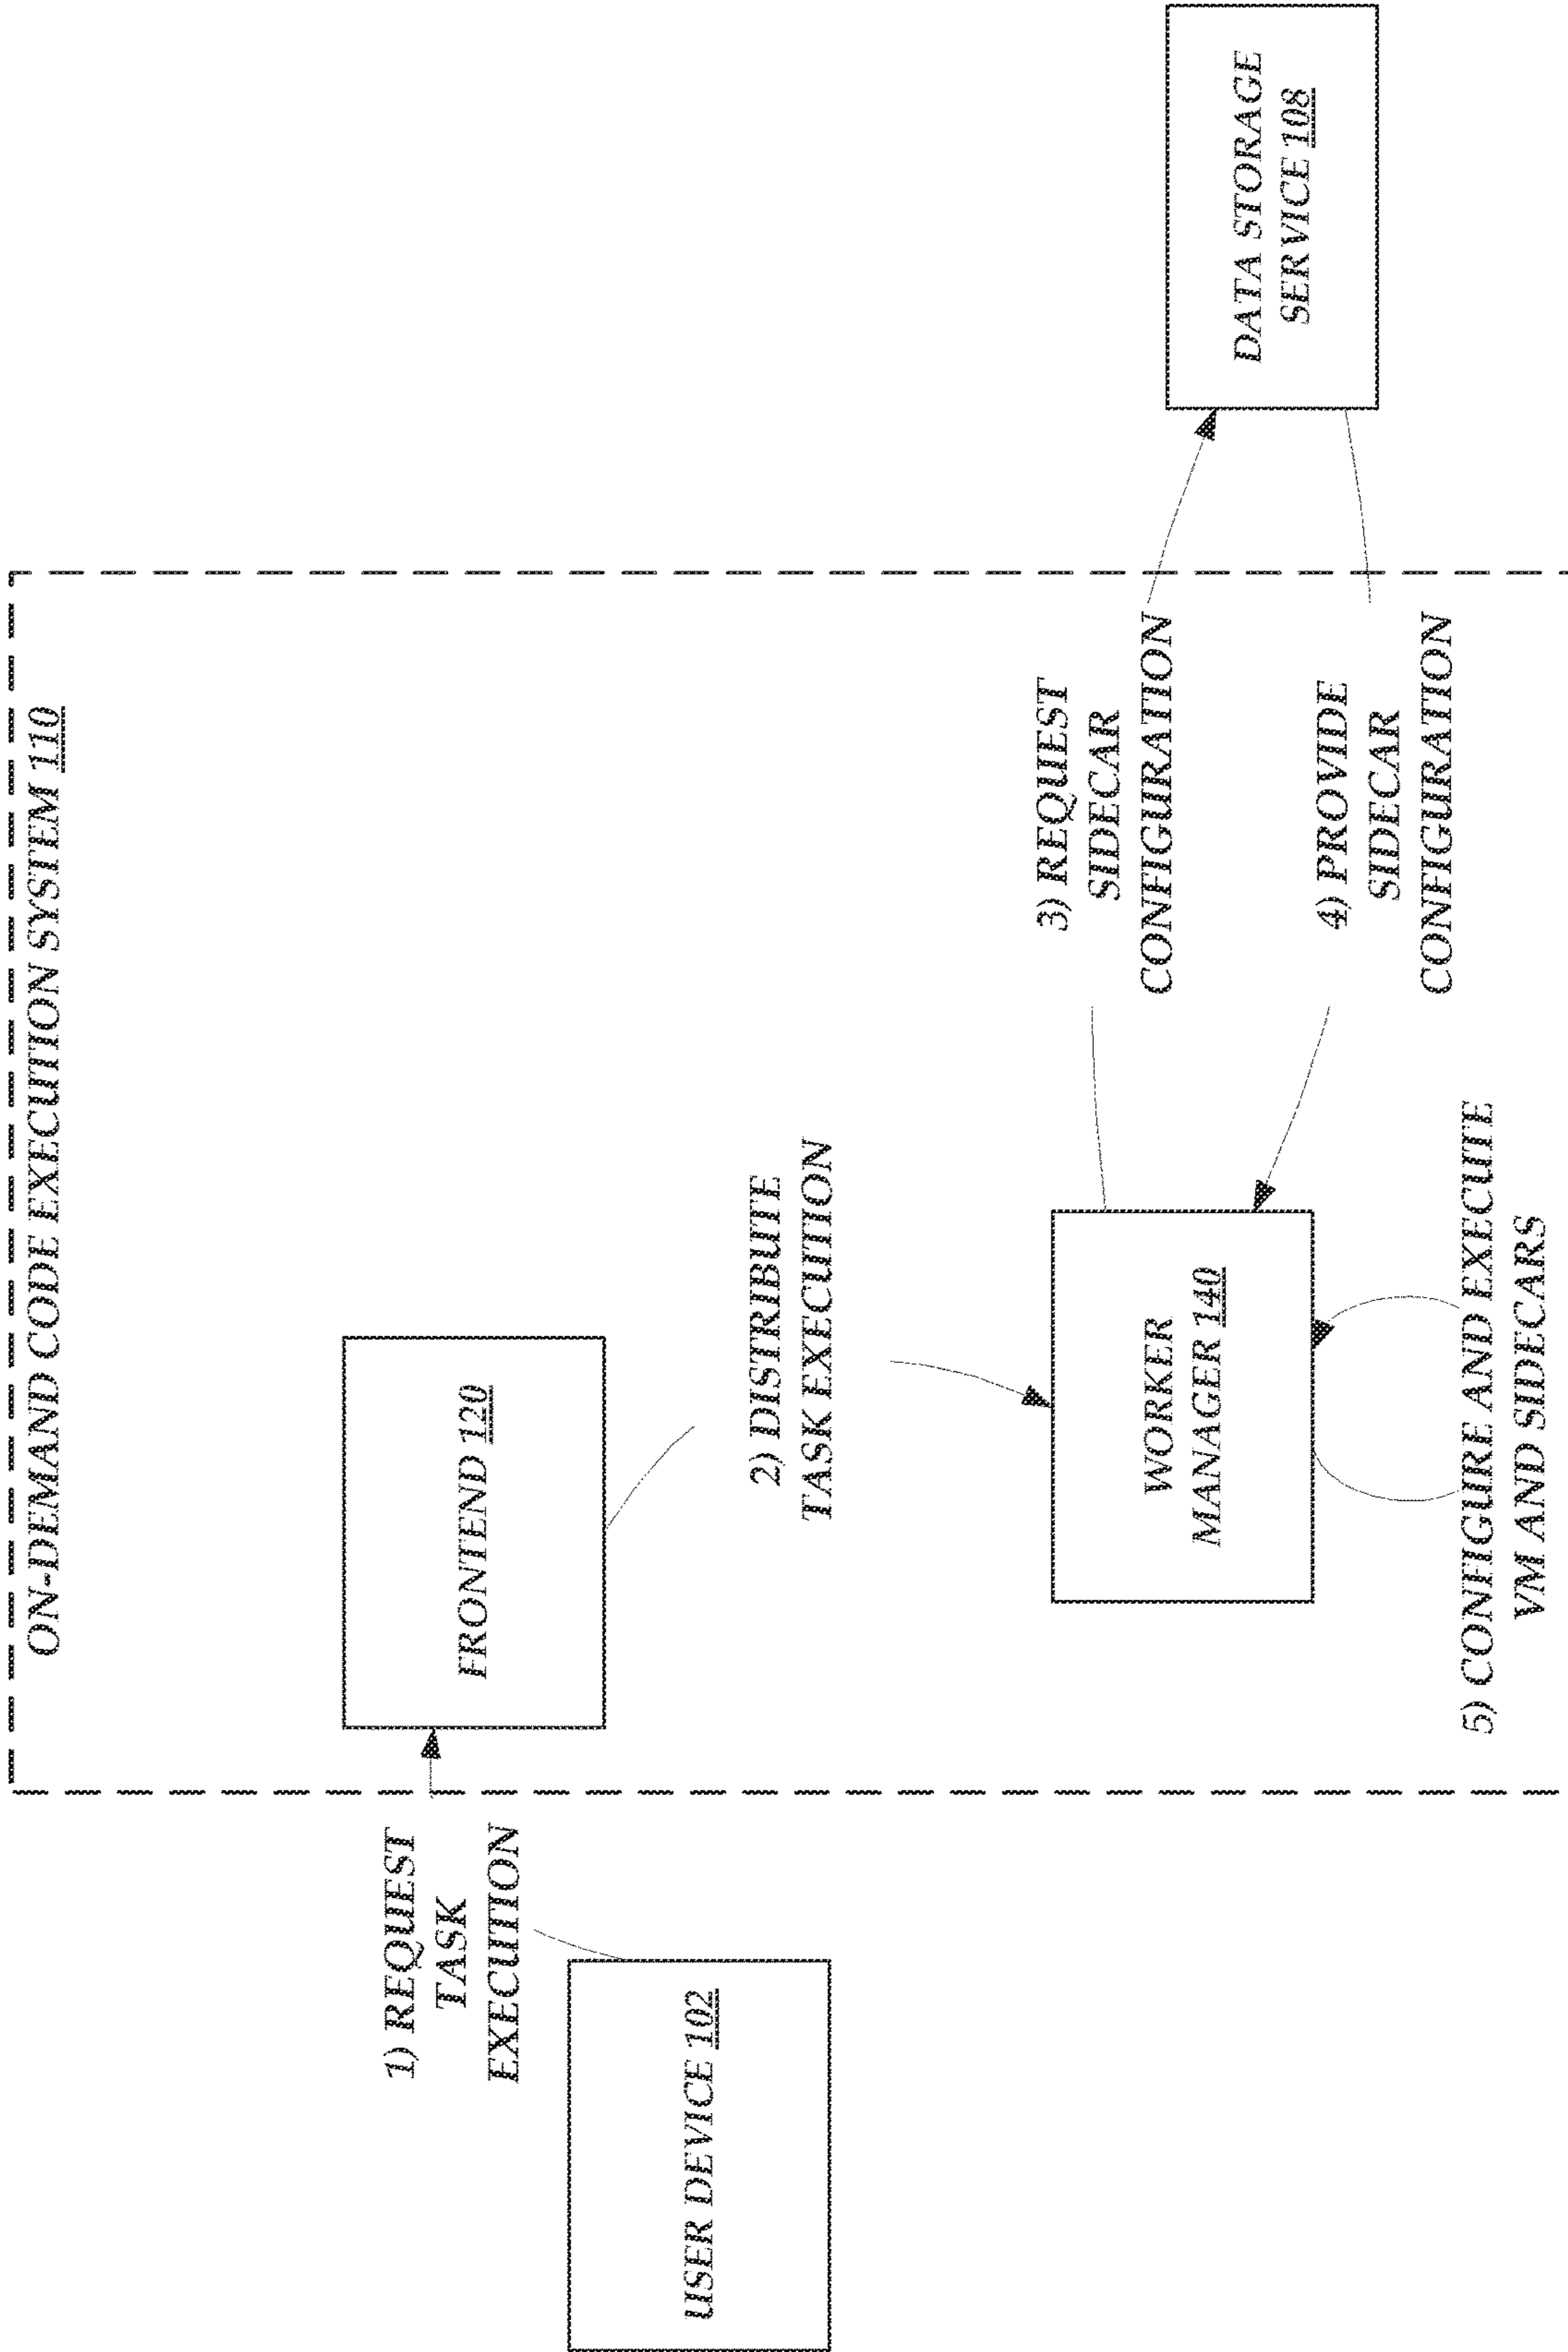 ON-DEMAND CODE EXECUTION SYSTEM 110
1) REQUEST
TASK
EXECUTION
FRONTEND 120
USER DEVICE 102
2) DISTRIBUTE
TASK EXECUTION
3) REQUEST
SIDECAR
CONFIGURATION
WORKER
MANAGER 140
DATA STORAGE
SERVICE 108
4) PROVIDE
SIDECAR
CONFIGURATION
5) CONFIGURE AND EXECUTE
VM AND SIDECARS